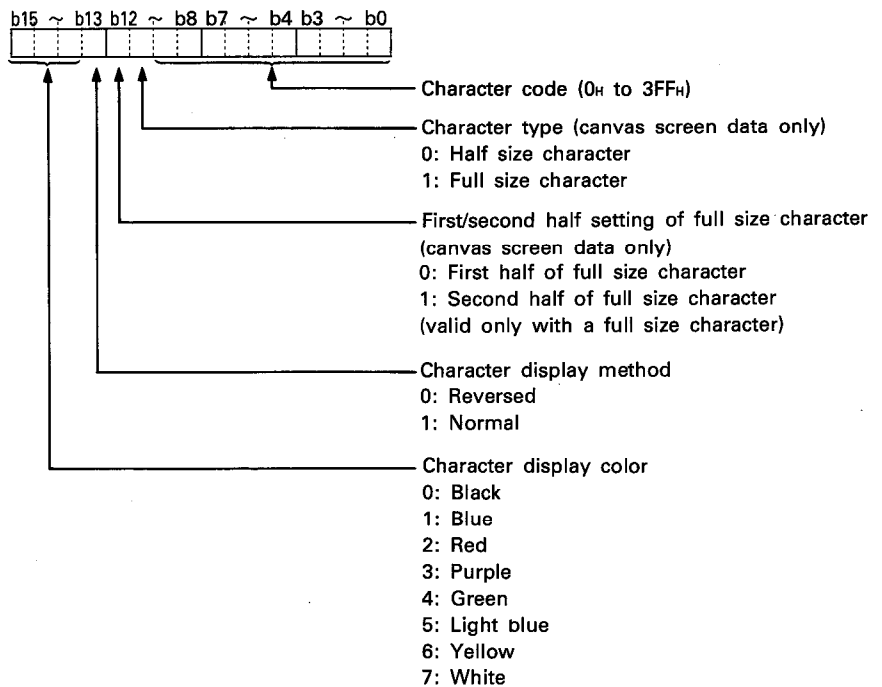 b15 ~ b13 b12 ~ b8 b7 ~ b4 b3 ~ b0
Character code (0H to 3FFH)
Character type (canvas screen data only)
0: Half size character
1: Full size character
First/second half setting of full size character
(canvas screen data only)
0: First half of full size character
1: Second half of full size character
(valid only with a full size character)
Character display method
0: Reversed
1: Normal
Character display color
0: Black
1: Blue
2: Red
3: Purple
4: Green
5: Light blue
6: Yellow
7: White